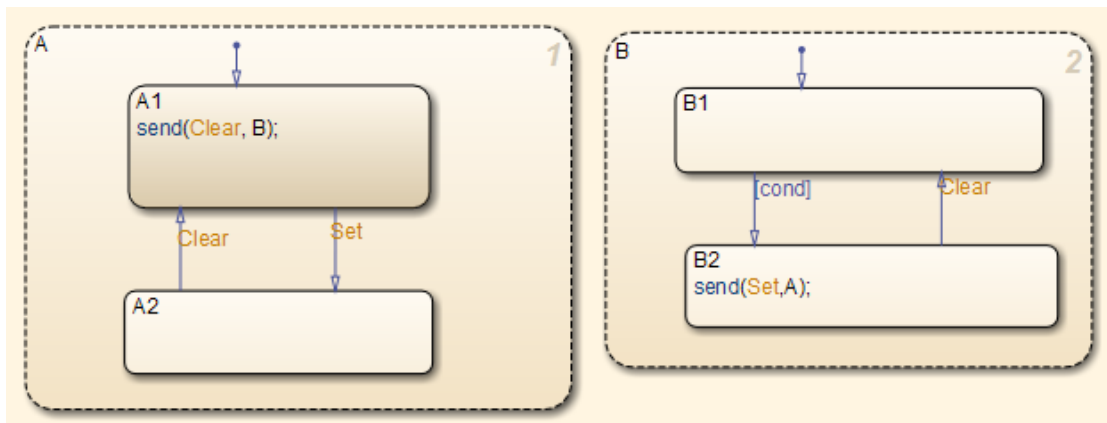 A
1
A1
send(Clear, B);
Clear
Set
A2
B
2
B1
[cond]
Clear
B2
send(Set,A);